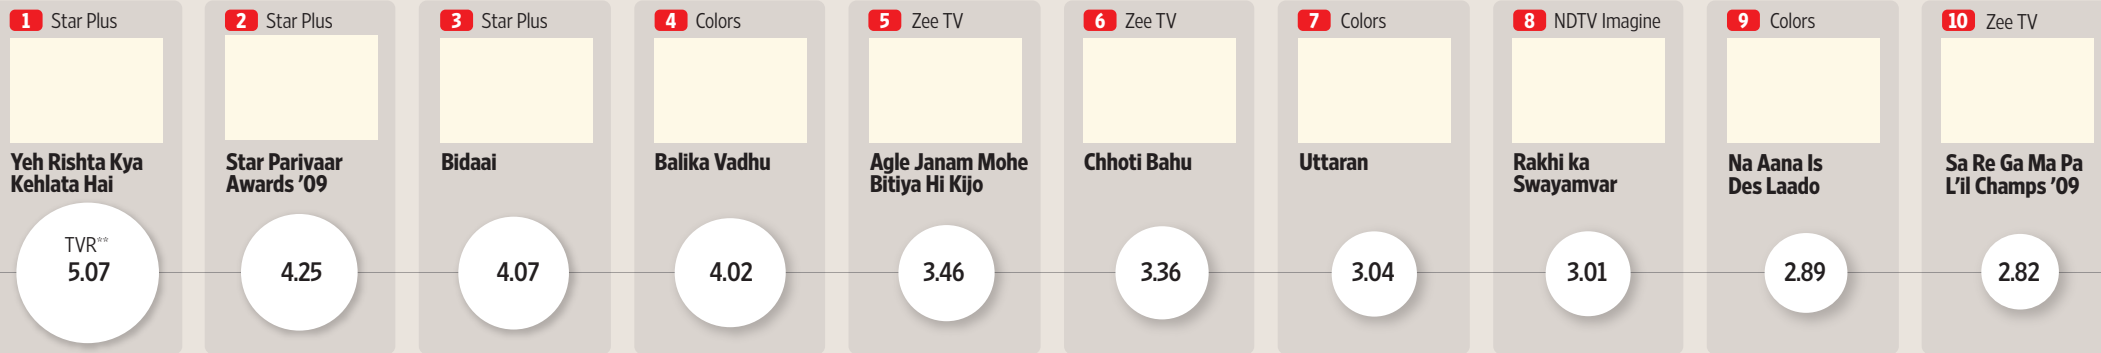 1 Star Plus
Yeh Rishta Kya
Kehlata Hai
TVR**
5.07
2 Star Plus
Star Parivaar
Awards ’09
4.25
3 Star Plus
Bidaai
4.07
4 Colors
Balika Vadhu
4.02
5 Zee TV
Agle Janam Mohe
Bitiya Hi Kijo
3.46
6 Zee TV
Chhoti Bahu
3.36
7 Colors
Uttaran
3.04
8 NDTV Imagine
Rakhi ka
Swayamvar
3.01
9 Colors
Na Aana Is
Des Laado
2.89
10 Zee TV
Sa Re Ga Ma Pa
L’il Champs ’09
2.82